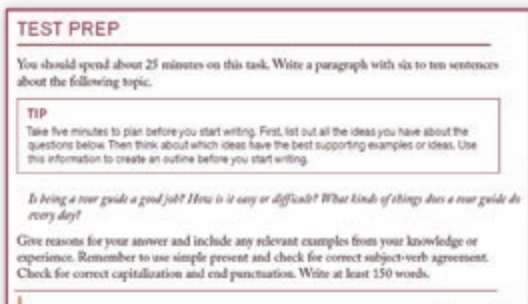 TEST PREP
You should spend about 25 minutes on this task. Write a paragraph with six to ten sentences
about the following topic.
TIP
Take five minutes to plan before you start writing. First, list out all the ideas you have about the
questions below. Then think about which ideas have the best supporting examples or ideas. Use
this information to create an outline before you start writing.
Is being a tour guide a good job? How is it easy or difficult? What kinds of things does a tour guide do
every day?
Give reasons for your answer and include any relevant examples from your knowledge or
experience. Remember to use simple present and check for correct subject-verb agreement.
Check for correct capitalization and end punctuation. Write at least 150 words.